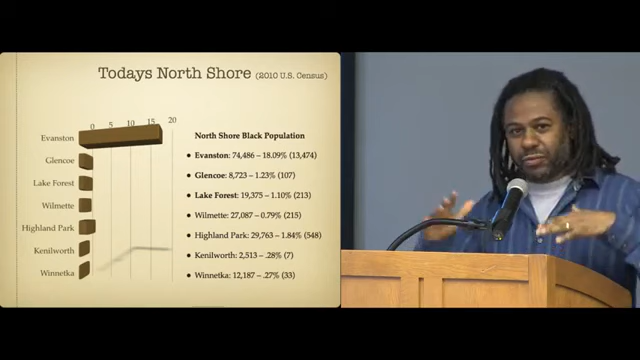 Todays North Shore (2010 U.S. Census)
0 5 10 15 20
Evanston
Glencoe
Lake Forest
Wilmette
Highland Park
Kenilworth
Winnetka
North Shore Black Population
Evanston: 74,486 – 18.09% (13,474)
Glencoe: 8,723 – 1.23% (107)
Lake Forest: 19,375 – 1.10% (213)
Wilmette: 27,087 – 0.79% (215)
Highland Park: 29,763 – 1.84% (548)
Kenilworth: 2,513 – .28% (7)
Winnetka: 12,187 – .27% (33)